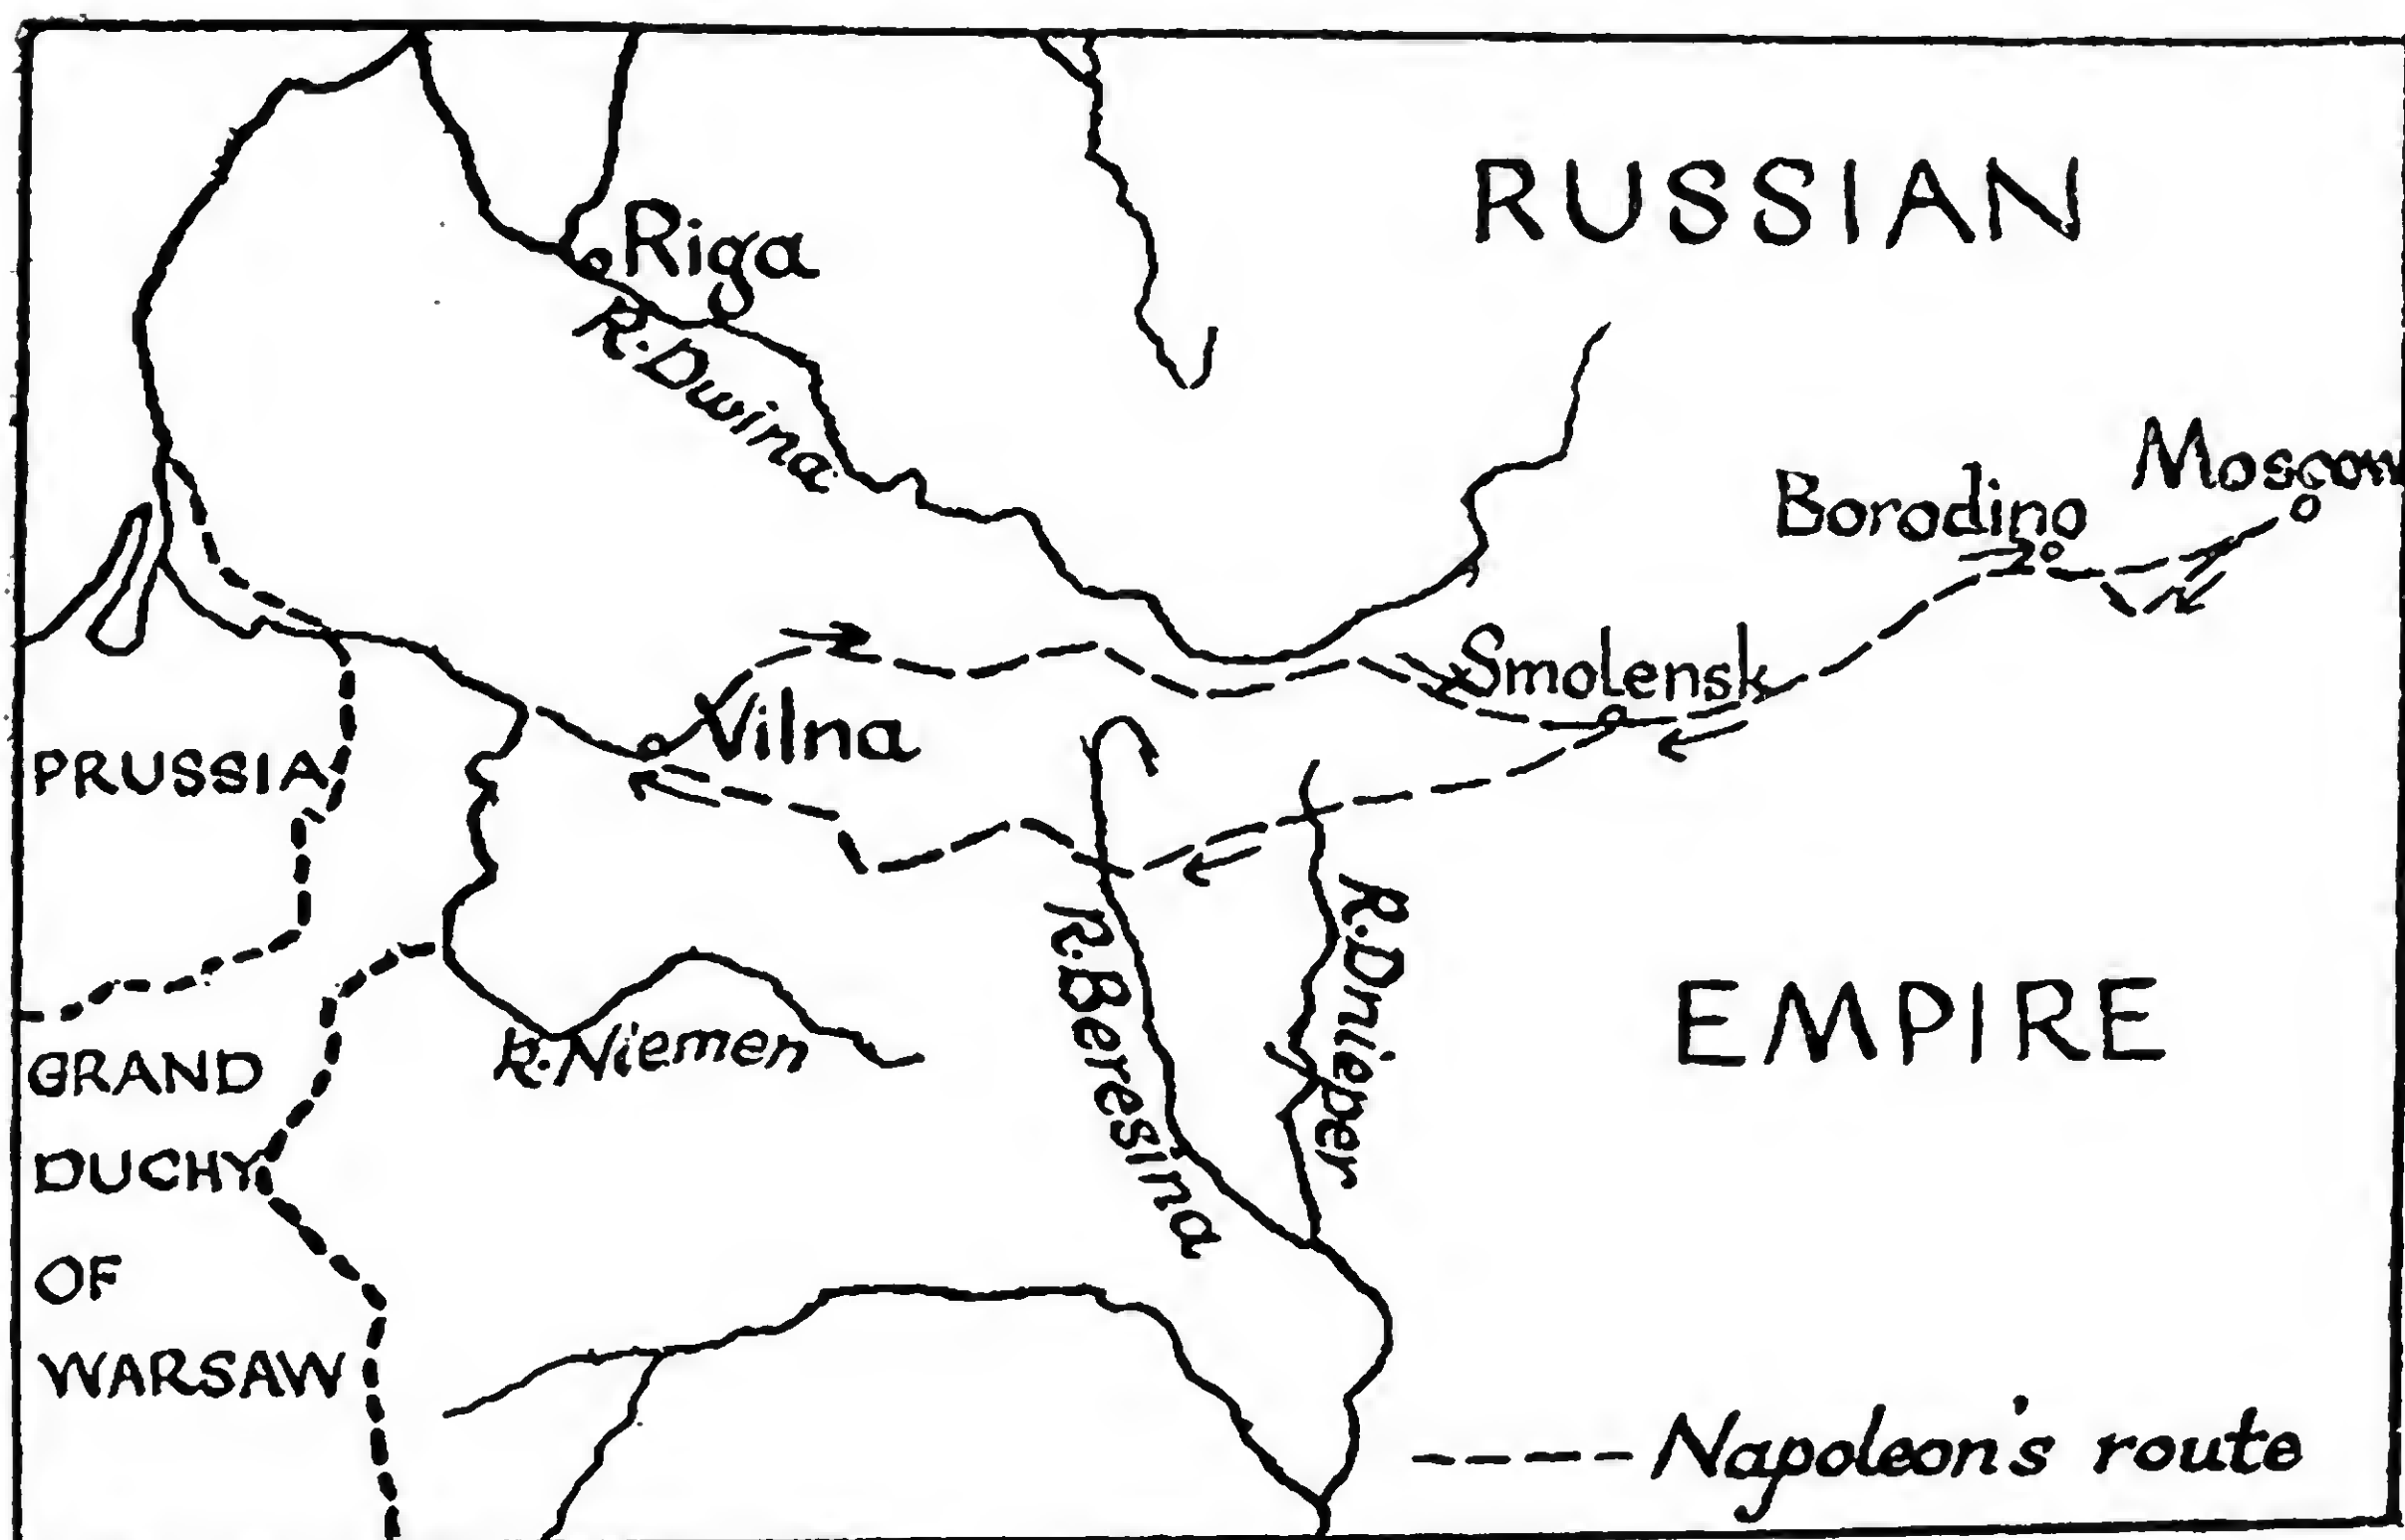 RUSSIAN
Riga
R. Dwina
Moscow
Borodino
Smolensk
Vilna
PRUSSIA
R. Beresina
R. Dnieper
EMPIRE
R. Niemen
GRAND
DUCHY
OF
WARSAW
Napoleon's route